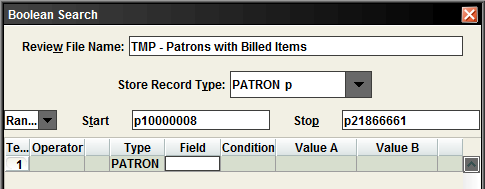 Boolean Search
Review File Name: TMP - Patrons with Billed Items
Store Record Type: PATRON p
Ran... Start p10000008 Stop p21866661
Te... Operator Type Field Condition Value A Value B
1 PATRON